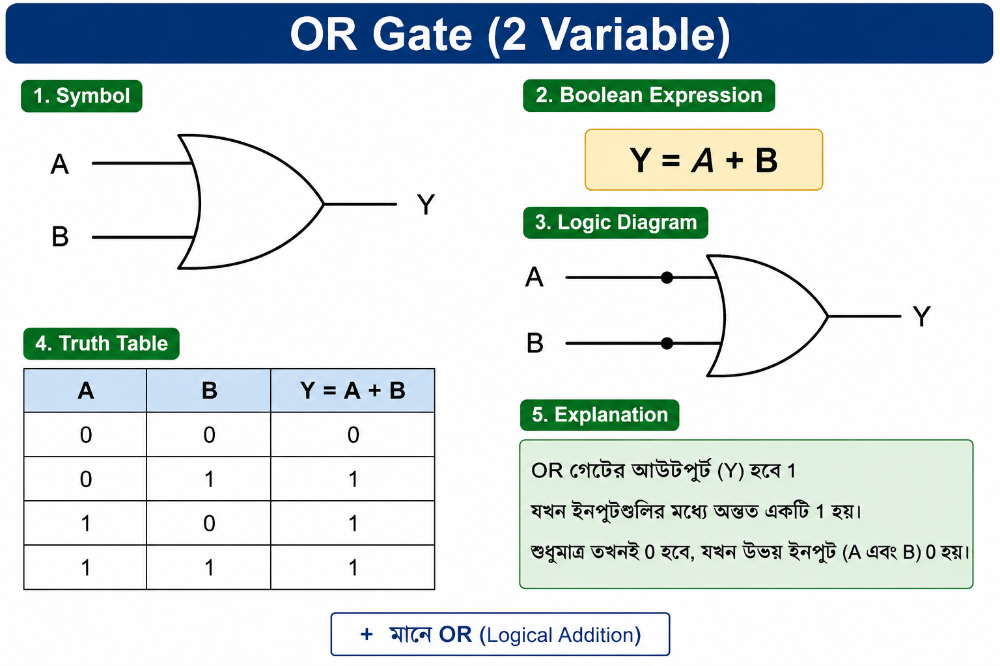 OR Gate (2 Variable)
1. Symbol
A
B
Y
2. Boolean Expression
Y = A + B
3. Logic Diagram
A
B
Y
4. Truth Table
A B Y = A + B
0 0 0
0 1 1
1 0 1
1 1 1
5. Explanation
OR গেটের আউটপুর্ট (Y) হবে 1
যখন ইনপুটগুলির মধ্যে অন্তত একটি 1 হয়।
শুধুমাত্র তখনই 0 হবে, যখন উভয় ইনপুট (A এবং B) 0 হয়।
+ মানে OR (Logical Addition)